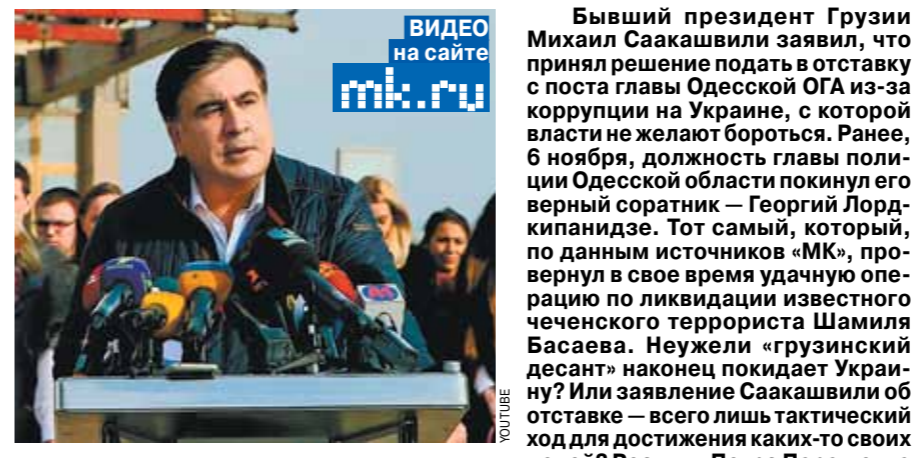 ВИДЕО
на сайте
mk.ru
YOUTUBE
Бывший президент Грузии
Михаил Саакашвили заявил, что
принял решение подать в отставку
с поста главы Одесской ОГА из-за
коррупции на Украине, с которой
власти не желают бороться. Ранее,
6 ноября, должность главы поли-
ции Одесской области покинул его
верный соратник — Георгий Лорд-
кипанидзе. Тот самый, который,
по данным источников «МК», про-
вернул в свое время удачную опе-
рацию по ликвидации известного
чеченского террориста Шамиля
Басаева. Неужели «грузинский
десант» наконец покидает Украи-
ну? Или заявление Саакашвили об
отставке — всего лишь тактический
ход для достижения каких-то своих